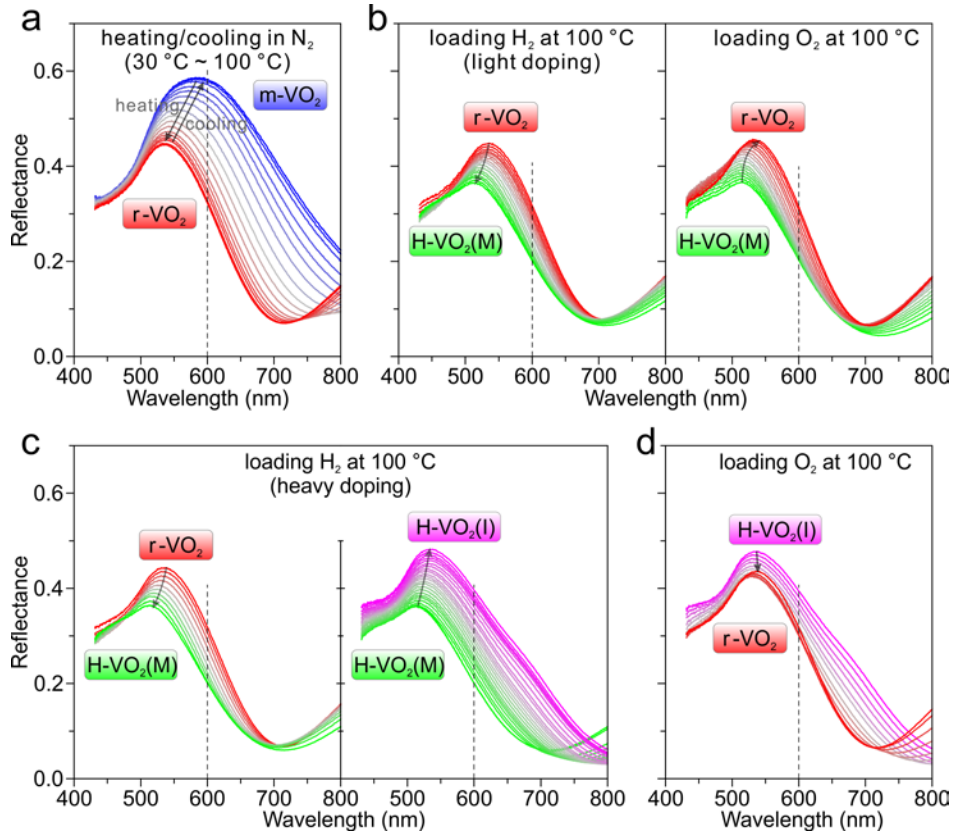 a
heating/cooling in N₂
(30 °C ~ 100 °C)
m-VO₂
heating
cooling
r-VO₂
Reflectance
0.6
0.4
0.2
0.0
400 500 600 700 800
Wavelength (nm)
b
loading H₂ at 100 °C
(light doping)
r-VO₂
H-VO₂(M)
loading O₂ at 100 °C
r-VO₂
H-VO₂(M)
400 500 600 700 800
400 500 600 700 800
Wavelength (nm)
c
loading H₂ at 100 °C
(heavy doping)
r-VO₂
H-VO₂(M)
H-VO₂(I)
H-VO₂(M)
Reflectance
0.6
0.4
0.2
0.0
400 500 600 700 800
400 500 600 700 800
Wavelength (nm)
d
loading O₂ at 100 °C
H-VO₂(I)
r-VO₂
400 500 600 700 800
Wavelength (nm)